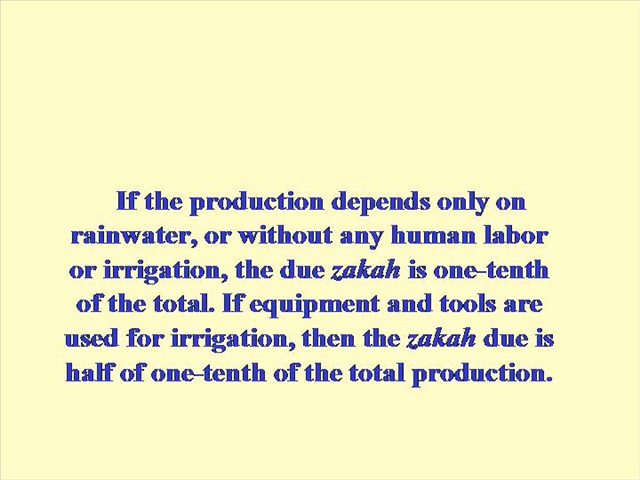 If the production depends only on
rainwater, or without any human labor
or irrigation, the due zakah is one-tenth
of the total. If equipment and tools are
used for irrigation, then the zakah due is
half of one-tenth of the total production.